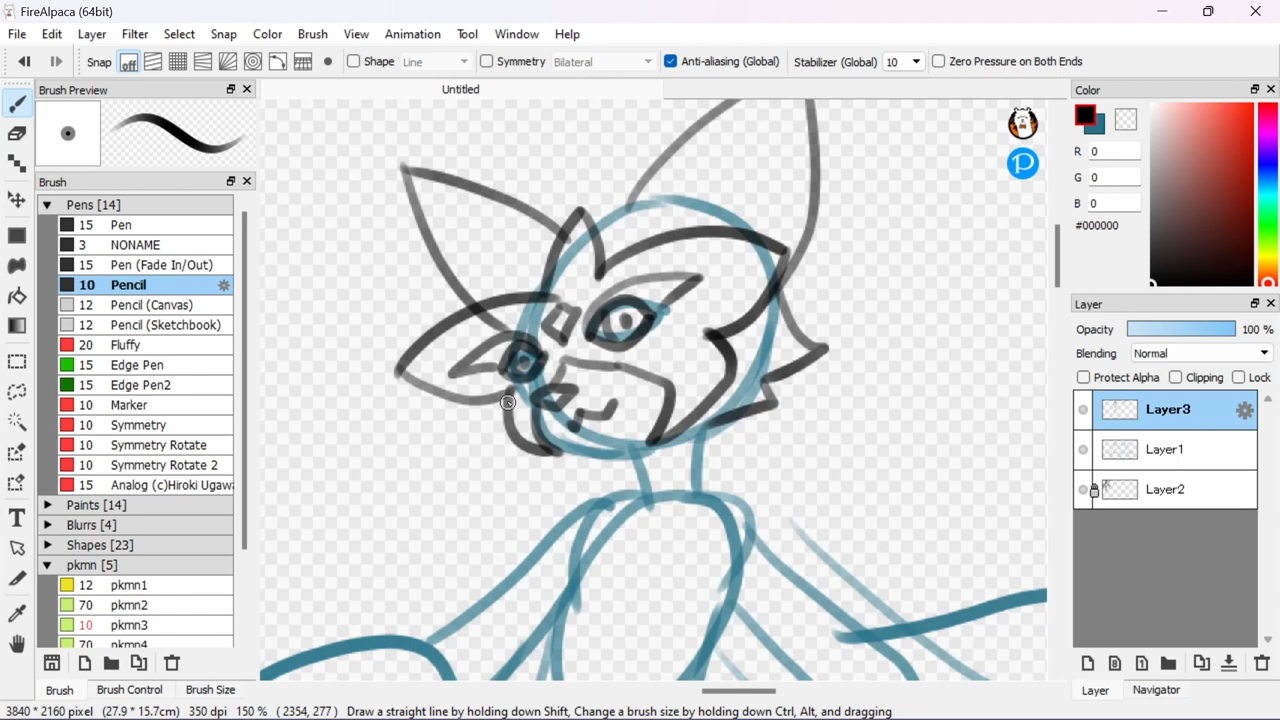 FireAlpaca (64bit)
File Edit Layer Filter Select Snap Color Brush View Animation Tool Window Help
Snap off Shape Line Symmetry Bilateral Anti-aliasing (Global) Stabilizer (Global) 10 Zero Pressure on Both Ends
Brush Preview
Untitled
Color
R 0
G 0
B 0
#000000
Brush
Pens [14]
15 Pen
3 NONAME
15 Pen (Fade In/Out)
10 Pencil
12 Pencil (Canvas)
12 Pencil (Sketchbook)
20 Fluffy
15 Edge Pen
15 Edge Pen2
10 Marker
10 Symmetry
10 Symmetry Rotate
10 Symmetry Rotate 2
15 Analog (c)Hiroki Ugaw
Paints [14]
Blurrs [4]
Shapes [23]
pkmn [5]
12 pkmn1
70 pkmn2
10 pkmn3
70 pkmn4
Brush Brush Control Brush Size
Layer
Opacity 100 %
Blending Normal
Protect Alpha Clipping Lock
Layer3
Layer1
Layer2
Layer Navigator
3840 * 2160 pixel (27.9 * 15.7cm) 350 dpi 150 % ( 2354, 277 ) Draw a straight line by holding down Shift, Change a brush size by holding down Ctrl, Alt, and dragging